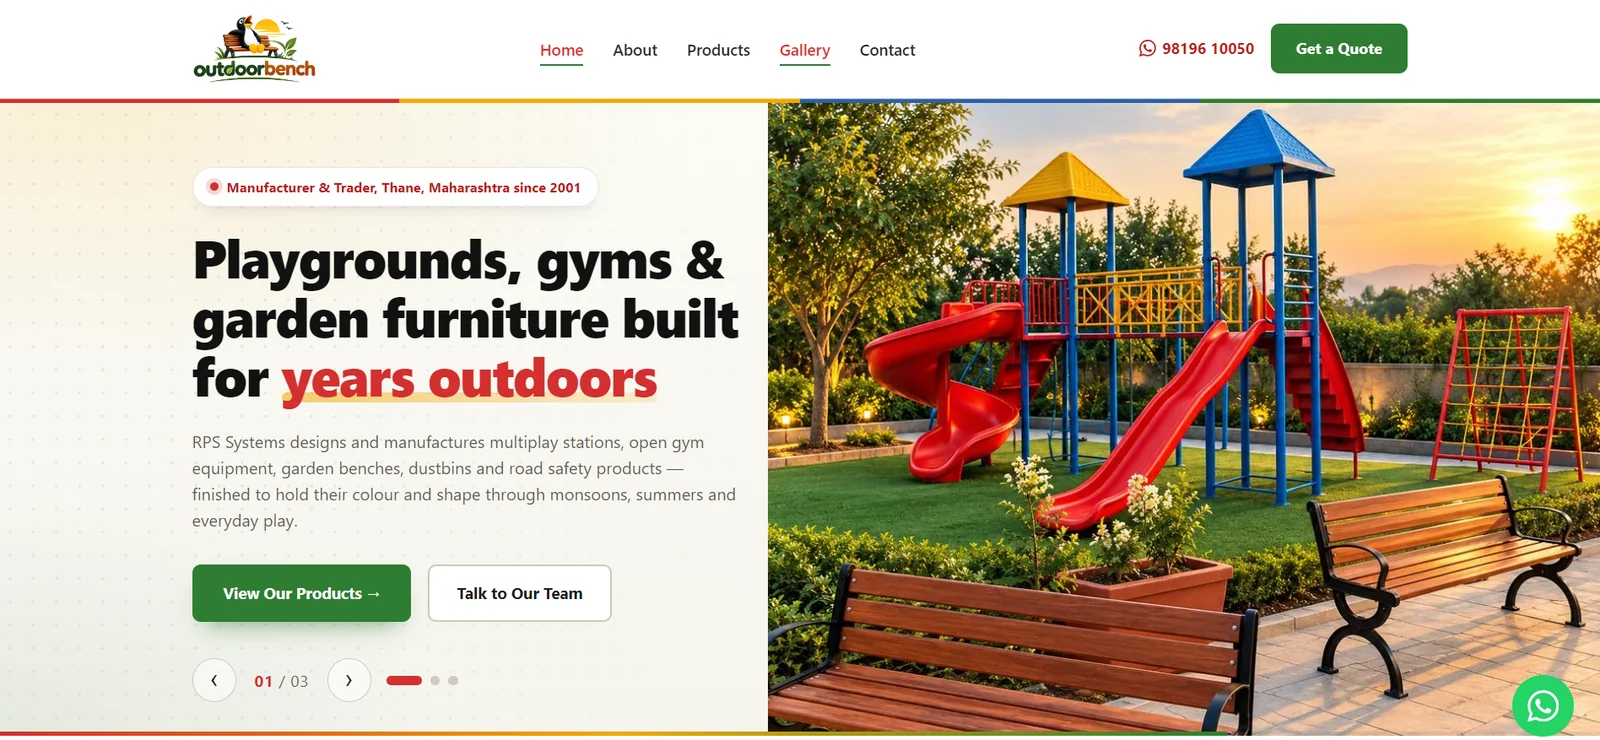 outdoorbench
Home
About
Products
Gallery
Contact
98196 10050
Get a Quote
Manufacturer & Trader, Thane, Maharashtra since 2001
Playgrounds, gyms &
garden furniture built
for years outdoors
RPS Systems designs and manufactures multiplay stations, open gym
equipment, garden benches, dustbins and road safety products —
finished to hold their colour and shape through monsoons, summers and
everyday play.
View Our Products →
Talk to Our Team
‹ 01 / 03 ›